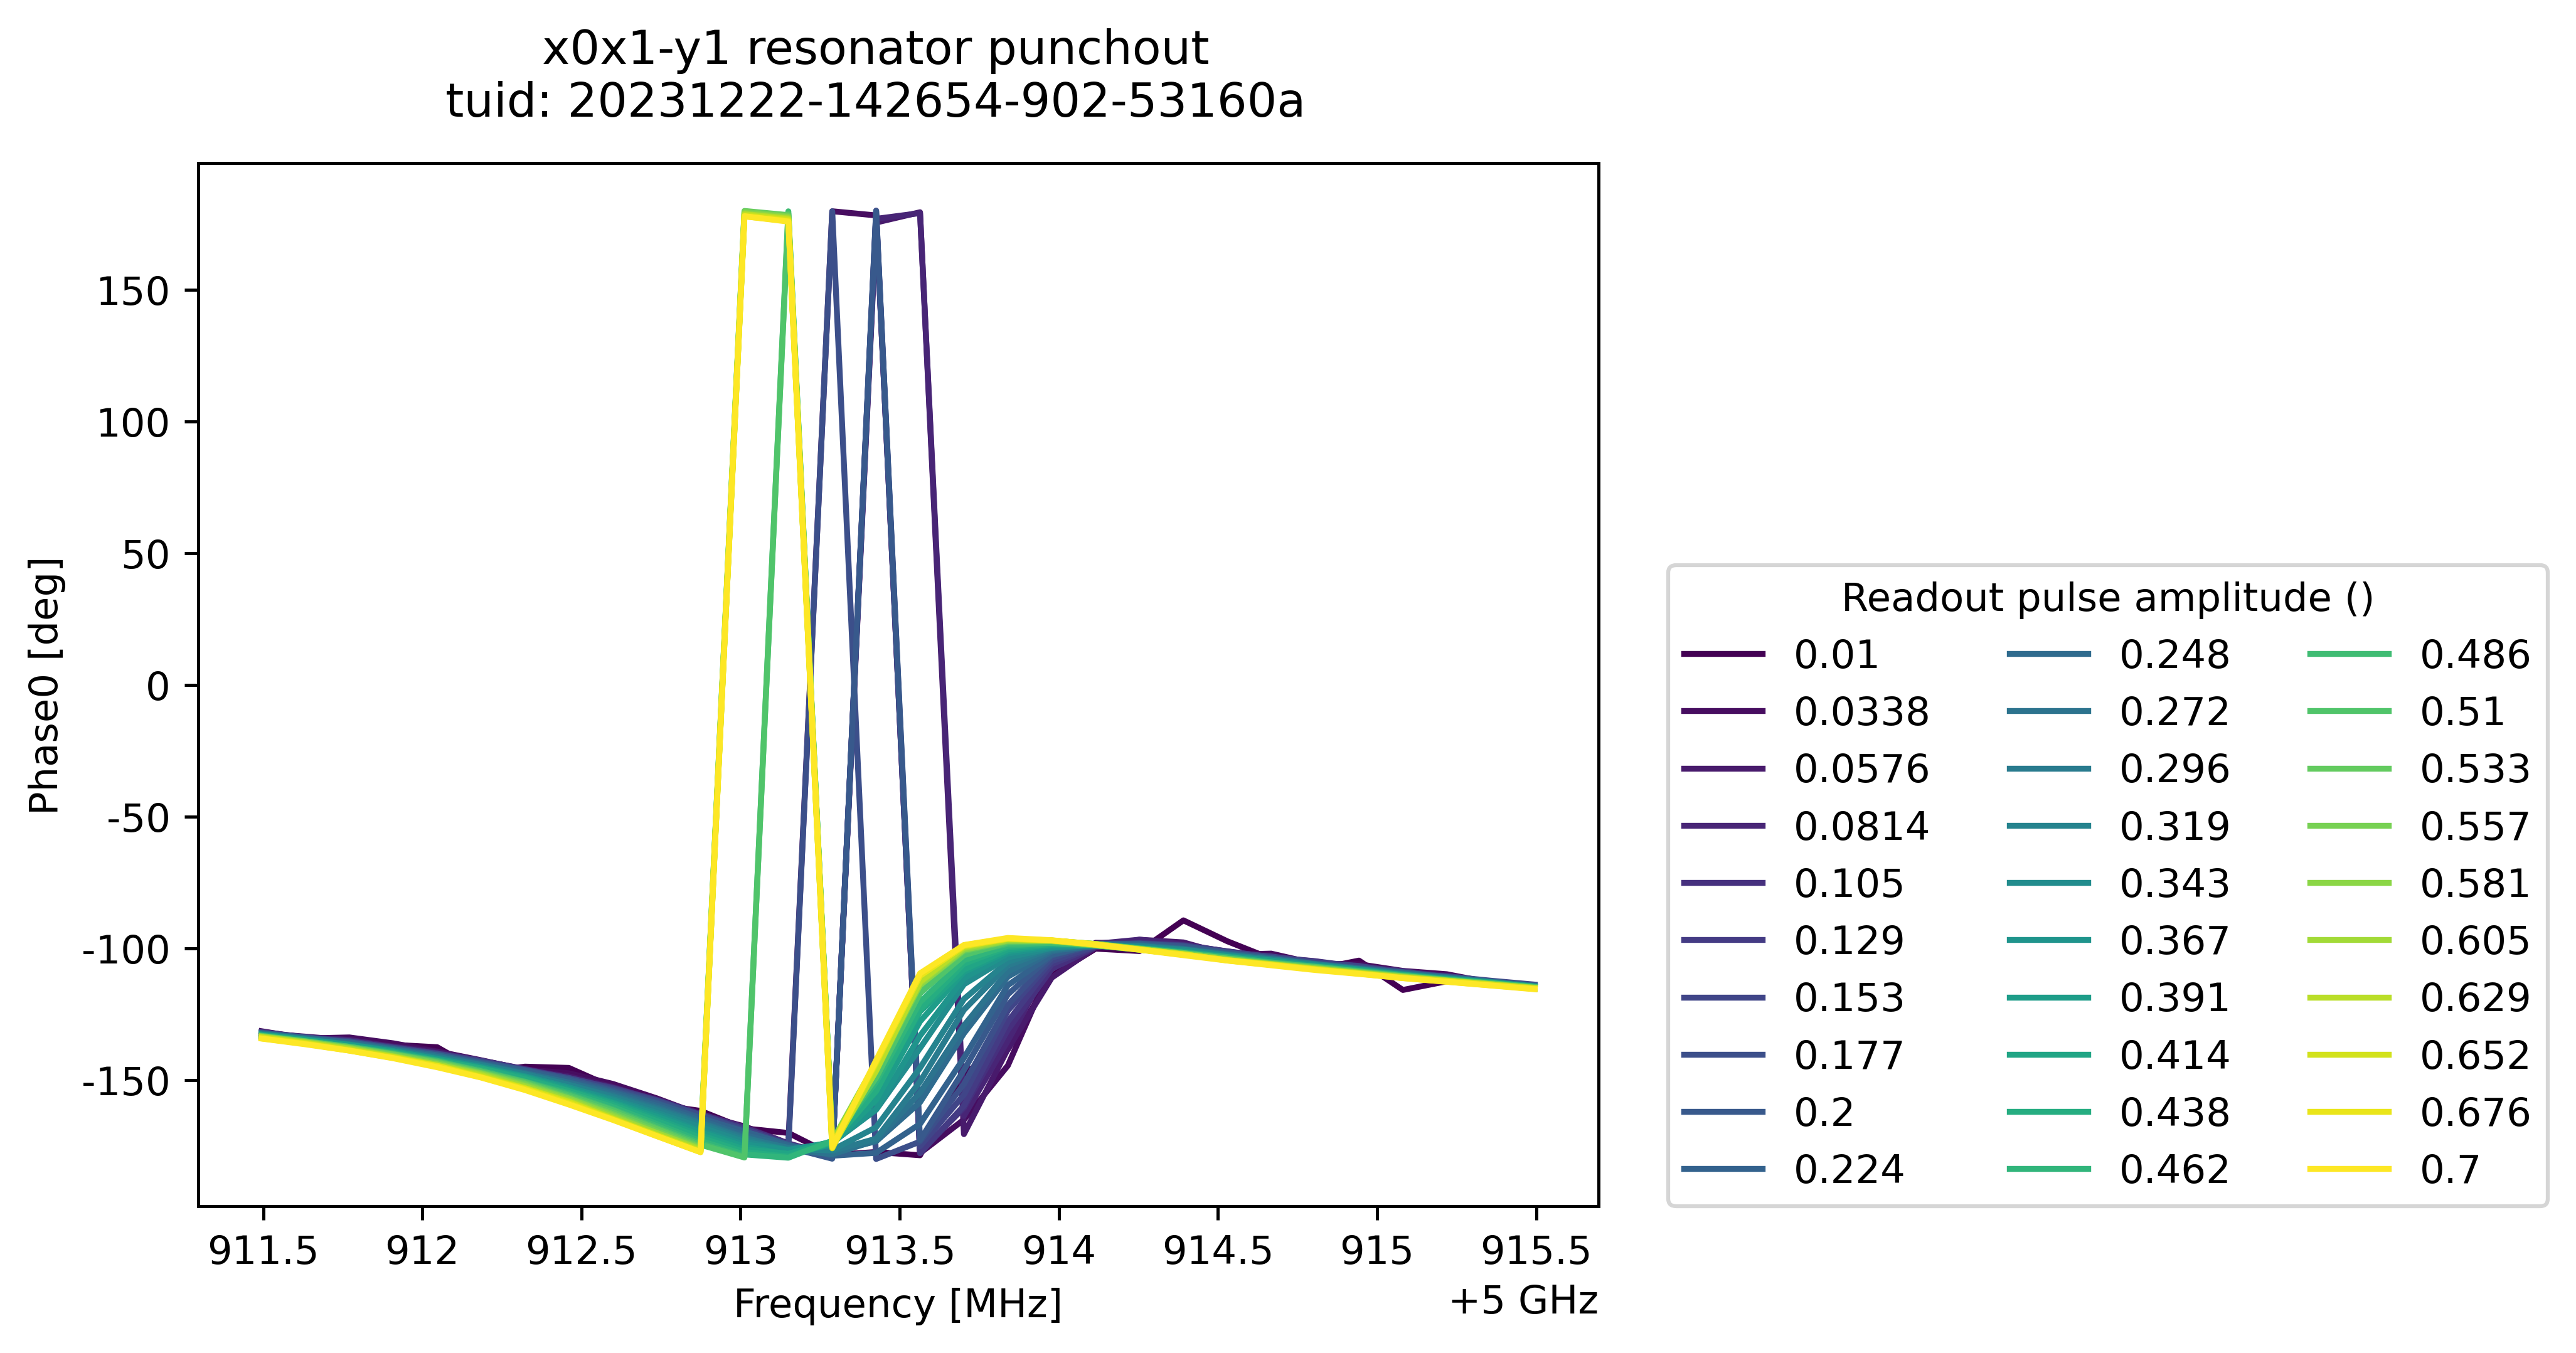 x0x1-y1 resonator punchout
tuid: 20231222-142654-902-53160a
Phase0 [deg]
150
100
50
0
-50
-100
-150
911.5 912 912.5 913 913.5 914 914.5 915 915.5
Frequency [MHz]
+5 GHz
Readout pulse amplitude ()
0.01 0.248 0.486
0.0338 0.272 0.51
0.0576 0.296 0.533
0.0814 0.319 0.557
0.105 0.343 0.581
0.129 0.367 0.605
0.153 0.391 0.629
0.177 0.414 0.652
0.2 0.438 0.676
0.224 0.462 0.7